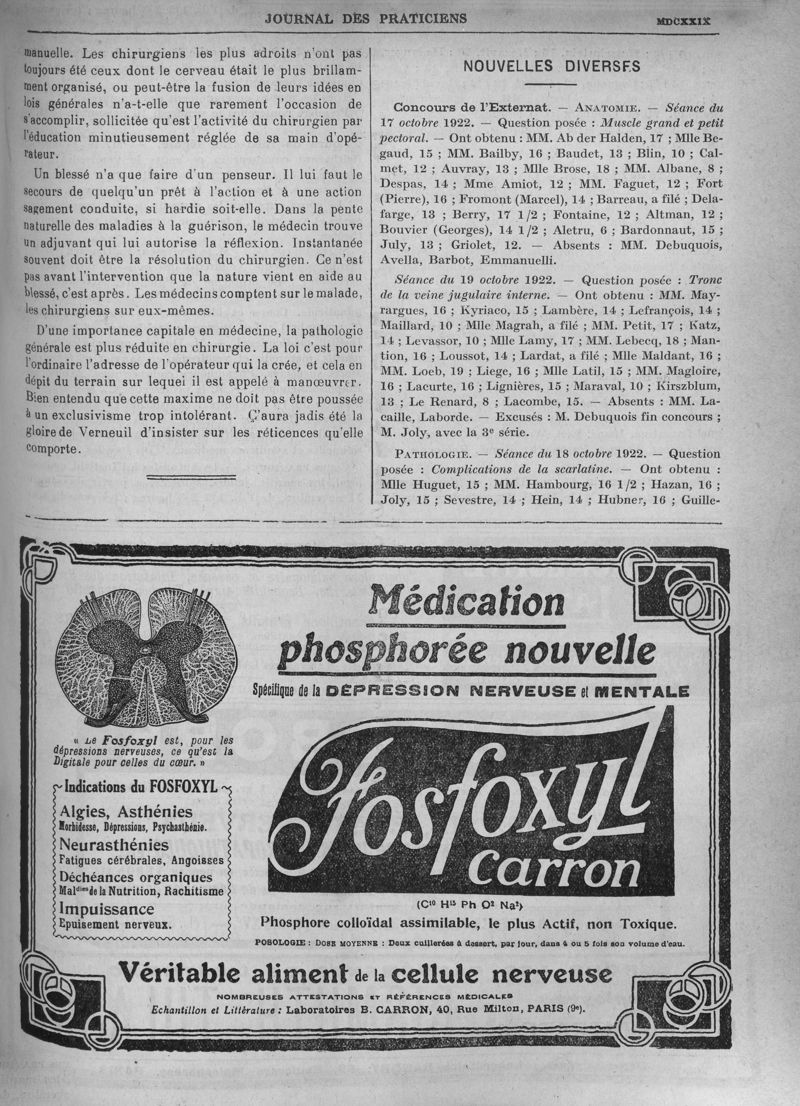 JOURNAL DES PRATICIENS
MDCXXIX
manuelle. Les chirurgiens les plus adroits n'ont pas
toujours été ceux dont le cerveau était le plus brillam-
ment organisé, ou peut-être la fusion de leurs idées en
lois générales n'a-t-elle que rarement l'occasion de
s'accomplir, sollicitée qu'est l'activité du chirurgien par
l'éducation minutieusement réglée de sa main d'opé-
rateur.
Un blessé n'a que faire d'un penseur. Il lui faut le
secours de quelqu'un prêt à l'action et à une action
sagement conduite, si hardie soit-elle. Dans la pente
naturelle des maladies à la guérison, le médecin trouve
un adjuvant qui lui autorise la réflexion. Instantanée
souvent doit être la résolution du chirurgien. Ce n'est
pas avant l'intervention que la nature vient en aide au
blessé, c'est après. Les médecins comptent sur le malade,
les chirurgiens sur eux-mêmes.
D'une importance capitale en médecine, la pathologie
générale est plus réduite en chirurgie. La loi c'est pour
l'ordinaire l'adresse de l'opérateur qui la crée, et cela en
dépit du terrain sur lequel il est appelé à manœuvrer.
Bien entendu que cette maxime ne doit pas être poussée
à un exclusivisme trop intolérant. Ç'aura jadis été la
gloire de Verneuil d'insister sur les réticences qu'elle
comporte.
NOUVELLES DIVERSES
Concours de l'Externat. — ANATOMIE. — Séance du
17 octobre 1922. — Question posée : Muscle grand et petit
pectoral. — Ont obtenu : MM. Ab der Halden, 17 ; Mlle Be-
gaud, 15 ; MM. Bailby, 16 ; Baudet, 13 ; Blin, 10 ; Cal-
met, 12 ; Auvray, 13 ; Mlle Brose, 18 ; MM. Albane, 8 ;
Despas, 14 ; Mme Amiot, 12 ; MM. Faguet, 12 ; Fort
(Pierre), 16 ; Fromont (Marcel), 14 ; Barreau, a filé ; Dela-
farge, 13 ; Berry, 17 1/2 ; Fontaine, 12 ; Altman, 12 ;
Bouvier (Georges), 14 1/2 ; Aletru, 6 ; Bardonnaut, 15 ;
July, 13 ; Griolet, 12. — Absents : MM. Debuquois,
Avella, Barbot, Emmanuelli.
Séance du 19 octobre 1922. — Question posée : Tronc
de la veine jugulaire interne. — Ont obtenu : MM. May-
rargues, 16 ; Kyriaco, 15 ; Lambère, 14 ; Lefrançois, 14 ;
Maillard, 10 ; Mlle Magrah, a filé ; MM. Petit, 17 ; Katz,
14 ; Levassor, 10 ; Mlle Lamy, 17 ; MM. Lebecq, 18 ; Man-
tion, 16 ; Loussot, 14 ; Lardat, a filé ; Mlle Maldant, 16 ;
MM. Loeb, 19 ; Liege, 16 ; Mlle Latil, 15 ; MM. Magloire,
16 ; Lacurte, 16 ; Lignières, 15 ; Maraval, 10 ; Kirszblum,
13 ; Le Renard, 8 ; Lacombe, 15. — Absents : MM. La-
caille, Laborde. — Excusés : M. Debuquois fin concours ;
M. Joly, avec la 3e série.
PATHOLOGIE. — Séance du 18 octobre 1922. — Question
posée : Complications de la scarlatine. — Ont obtenu :
Mlle Huguet, 15 ; MM. Hambourg, 16 1/2 ; Hazan, 16 ;
Joly, 15 ; Sevestre, 14 ; Hein, 14 ; Hubner, 16 ; Guille-
Médication
phosphorée nouvelle
Spécifique de la DÉPRESSION NERVEUSE et MENTALE
« Le Fosfoxyl est, pour les
dépressions nerveuses, ce qu'est la
Digitale pour celles du cœur. »
Indications du FOSFOXYL
Algies, Asthénies
Morbidesse, Dépressions, Psychasthénie.
Neurasthénies
Fatigues cérébrales, Angoisses
Déchéances organiques
Maldies de la Nutrition, Rachitisme
Impuissance
Epuisement nerveux.
Fosfoxyl
Carron
(C10 H15 Ph O2 Na2)
Phosphore colloïdal assimilable, le plus Actif, non Toxique.
POSOLOGIE : DOSE MOYENNE : Deux cuillerées à dessert, par jour, dans 4 ou 5 fois son volume d'eau.
Véritable aliment de la cellule nerveuse
NOMBREUSES ATTESTATIONS ET RÉFÉRENCES MÉDICALES
Echantillon et Littérature : Laboratoires B. CARRON, 40, Rue Milton, PARIS (9e).